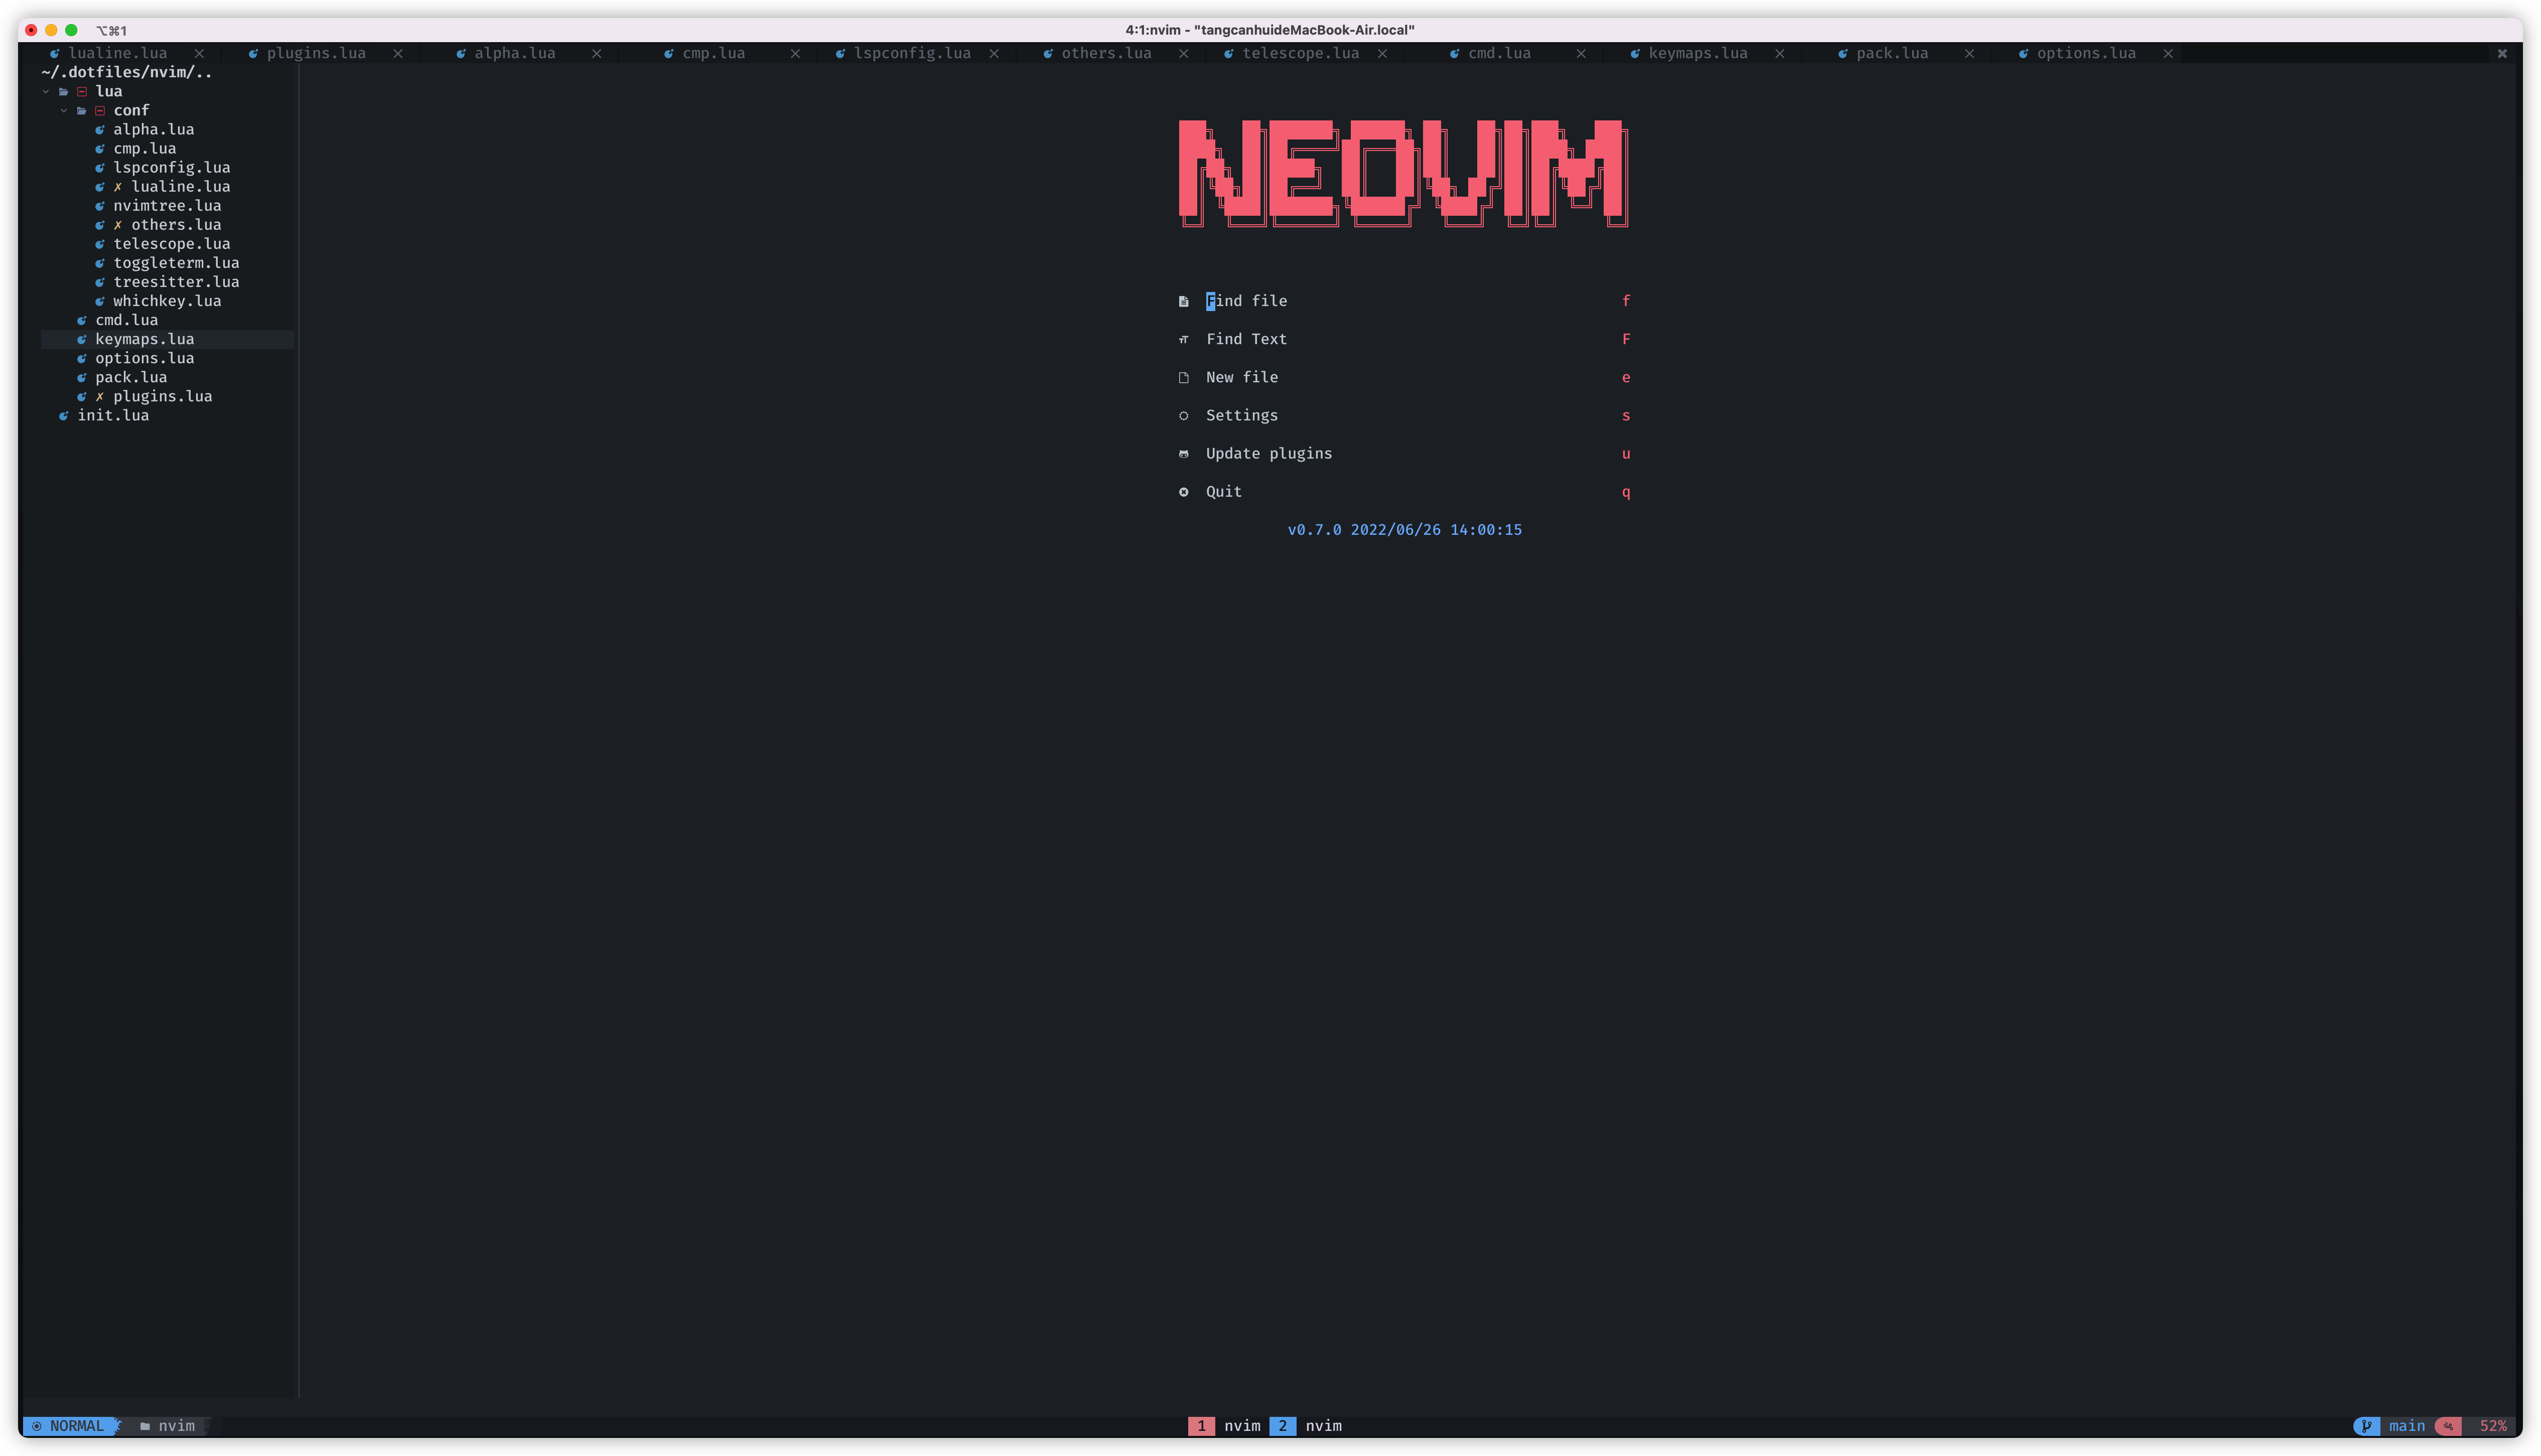 ⌥⌘1 4:1:nvim - "tangcanhuideMacBook-Air.local"
lualine.lua × plugins.lua × alpha.lua × cmp.lua × lspconfig.lua × others.lua × telescope.lua × cmd.lua × keymaps.lua × pack.lua × options.lua ×
~/.dotfiles/nvim/..
lua
conf
alpha.lua
cmp.lua
lspconfig.lua
✗ lualine.lua
nvimtree.lua
✗ others.lua
telescope.lua
toggleterm.lua
treesitter.lua
whichkey.lua
cmd.lua
keymaps.lua
options.lua
pack.lua
✗ plugins.lua
init.lua
NEOVIM
Find file f
Find Text F
New file e
Settings s
Update plugins u
Quit q
v0.7.0 2022/06/26 14:00:15
NORMAL nvim 1 nvim 2 nvim main 52%